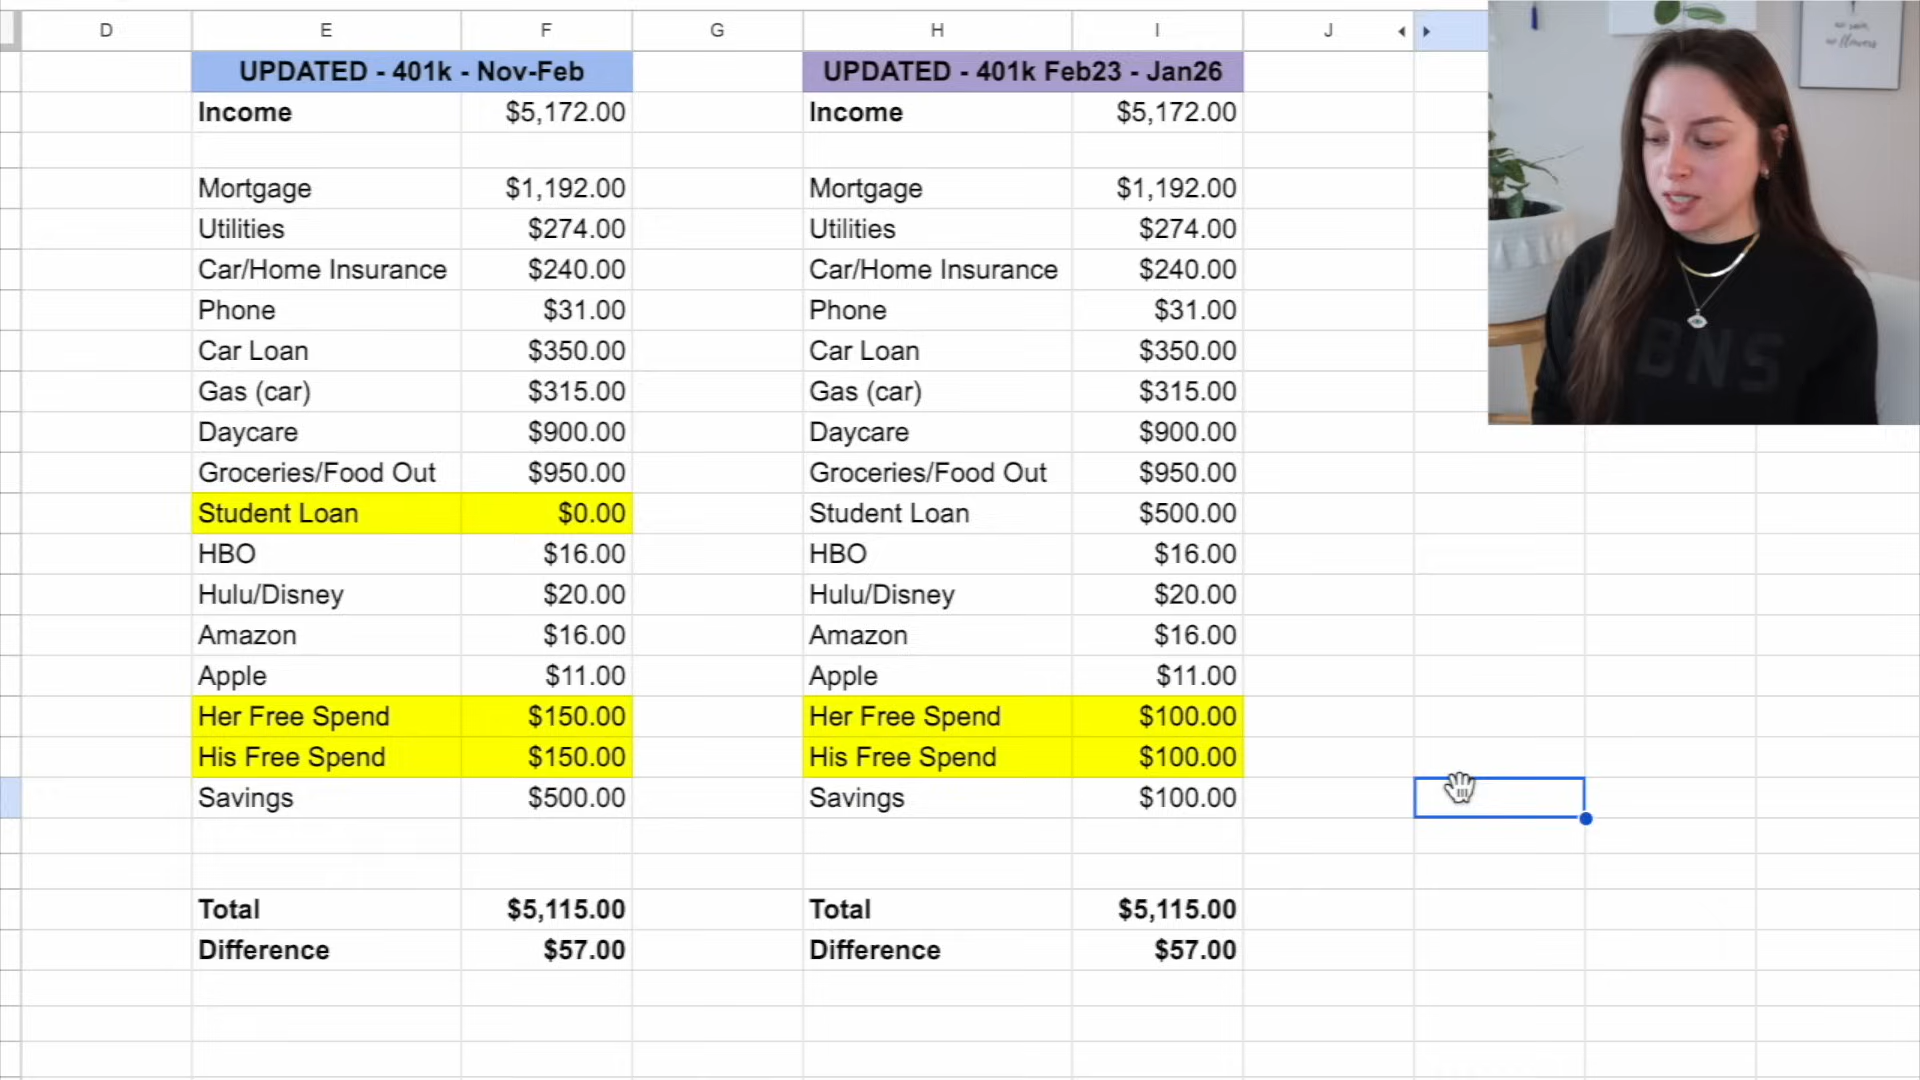 D E F G H I J
UPDATED - 401k - Nov-Feb UPDATED - 401k Feb23 - Jan26
Income $5,172.00 Income $5,172.00
Mortgage $1,192.00 Mortgage $1,192.00
Utilities $274.00 Utilities $274.00
Car/Home Insurance $240.00 Car/Home Insurance $240.00
Phone $31.00 Phone $31.00
Car Loan $350.00 Car Loan $350.00
Gas (car) $315.00 Gas (car) $315.00
Daycare $900.00 Daycare $900.00
Groceries/Food Out $950.00 Groceries/Food Out $950.00
Student Loan $0.00 Student Loan $500.00
HBO $16.00 HBO $16.00
Hulu/Disney $20.00 Hulu/Disney $20.00
Amazon $16.00 Amazon $16.00
Apple $11.00 Apple $11.00
Her Free Spend $150.00 Her Free Spend $100.00
His Free Spend $150.00 His Free Spend $100.00
Savings $500.00 Savings $100.00
Total $5,115.00 Total $5,115.00
Difference $57.00 Difference $57.00
no flowers
BNS